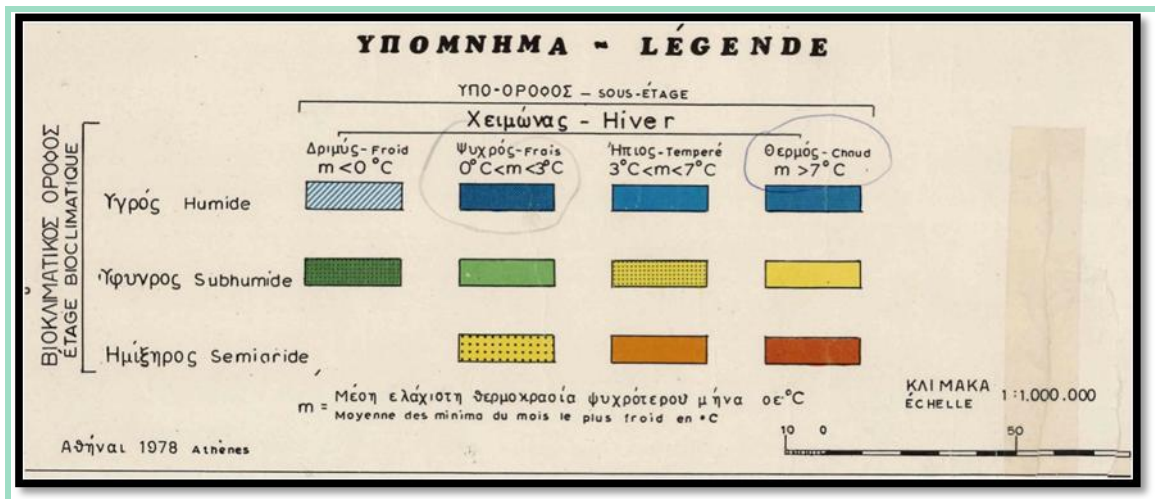 ΥΠΟΜΝΗΜΑ - LÉGENDE
ΥΠΟ-ΟΡΟΦΟΣ – SOUS-ÉTAGE
Χειμώνας - Hiver
Δριμύς - Froid Ψυχρός - Frais Ήπιος - Temperé Θερμός - Chaud
m < 0 °C 0°C<m<3°C 3°C<m<7°C m >7°C
ΒΙΟΚΛΙΜΑΤΙΚΟΣ ΟΡΟΦΟΣ
ÉTAGE BIOCLIMATIQUE
Υγρός Humide
Ύφυγρος Subhumide
Ημίξηρος Semiaride
m = Μέση ελάχιστη θερμοκρασία ψυχρότερου μήνα σε °C
Moyenne des minima du mois le plus froid en °C
ΚΛΙΜΑΚΑ
ÉCHELLE 1:1.000.000
10 0 50
Αθήναι 1978 Athènes